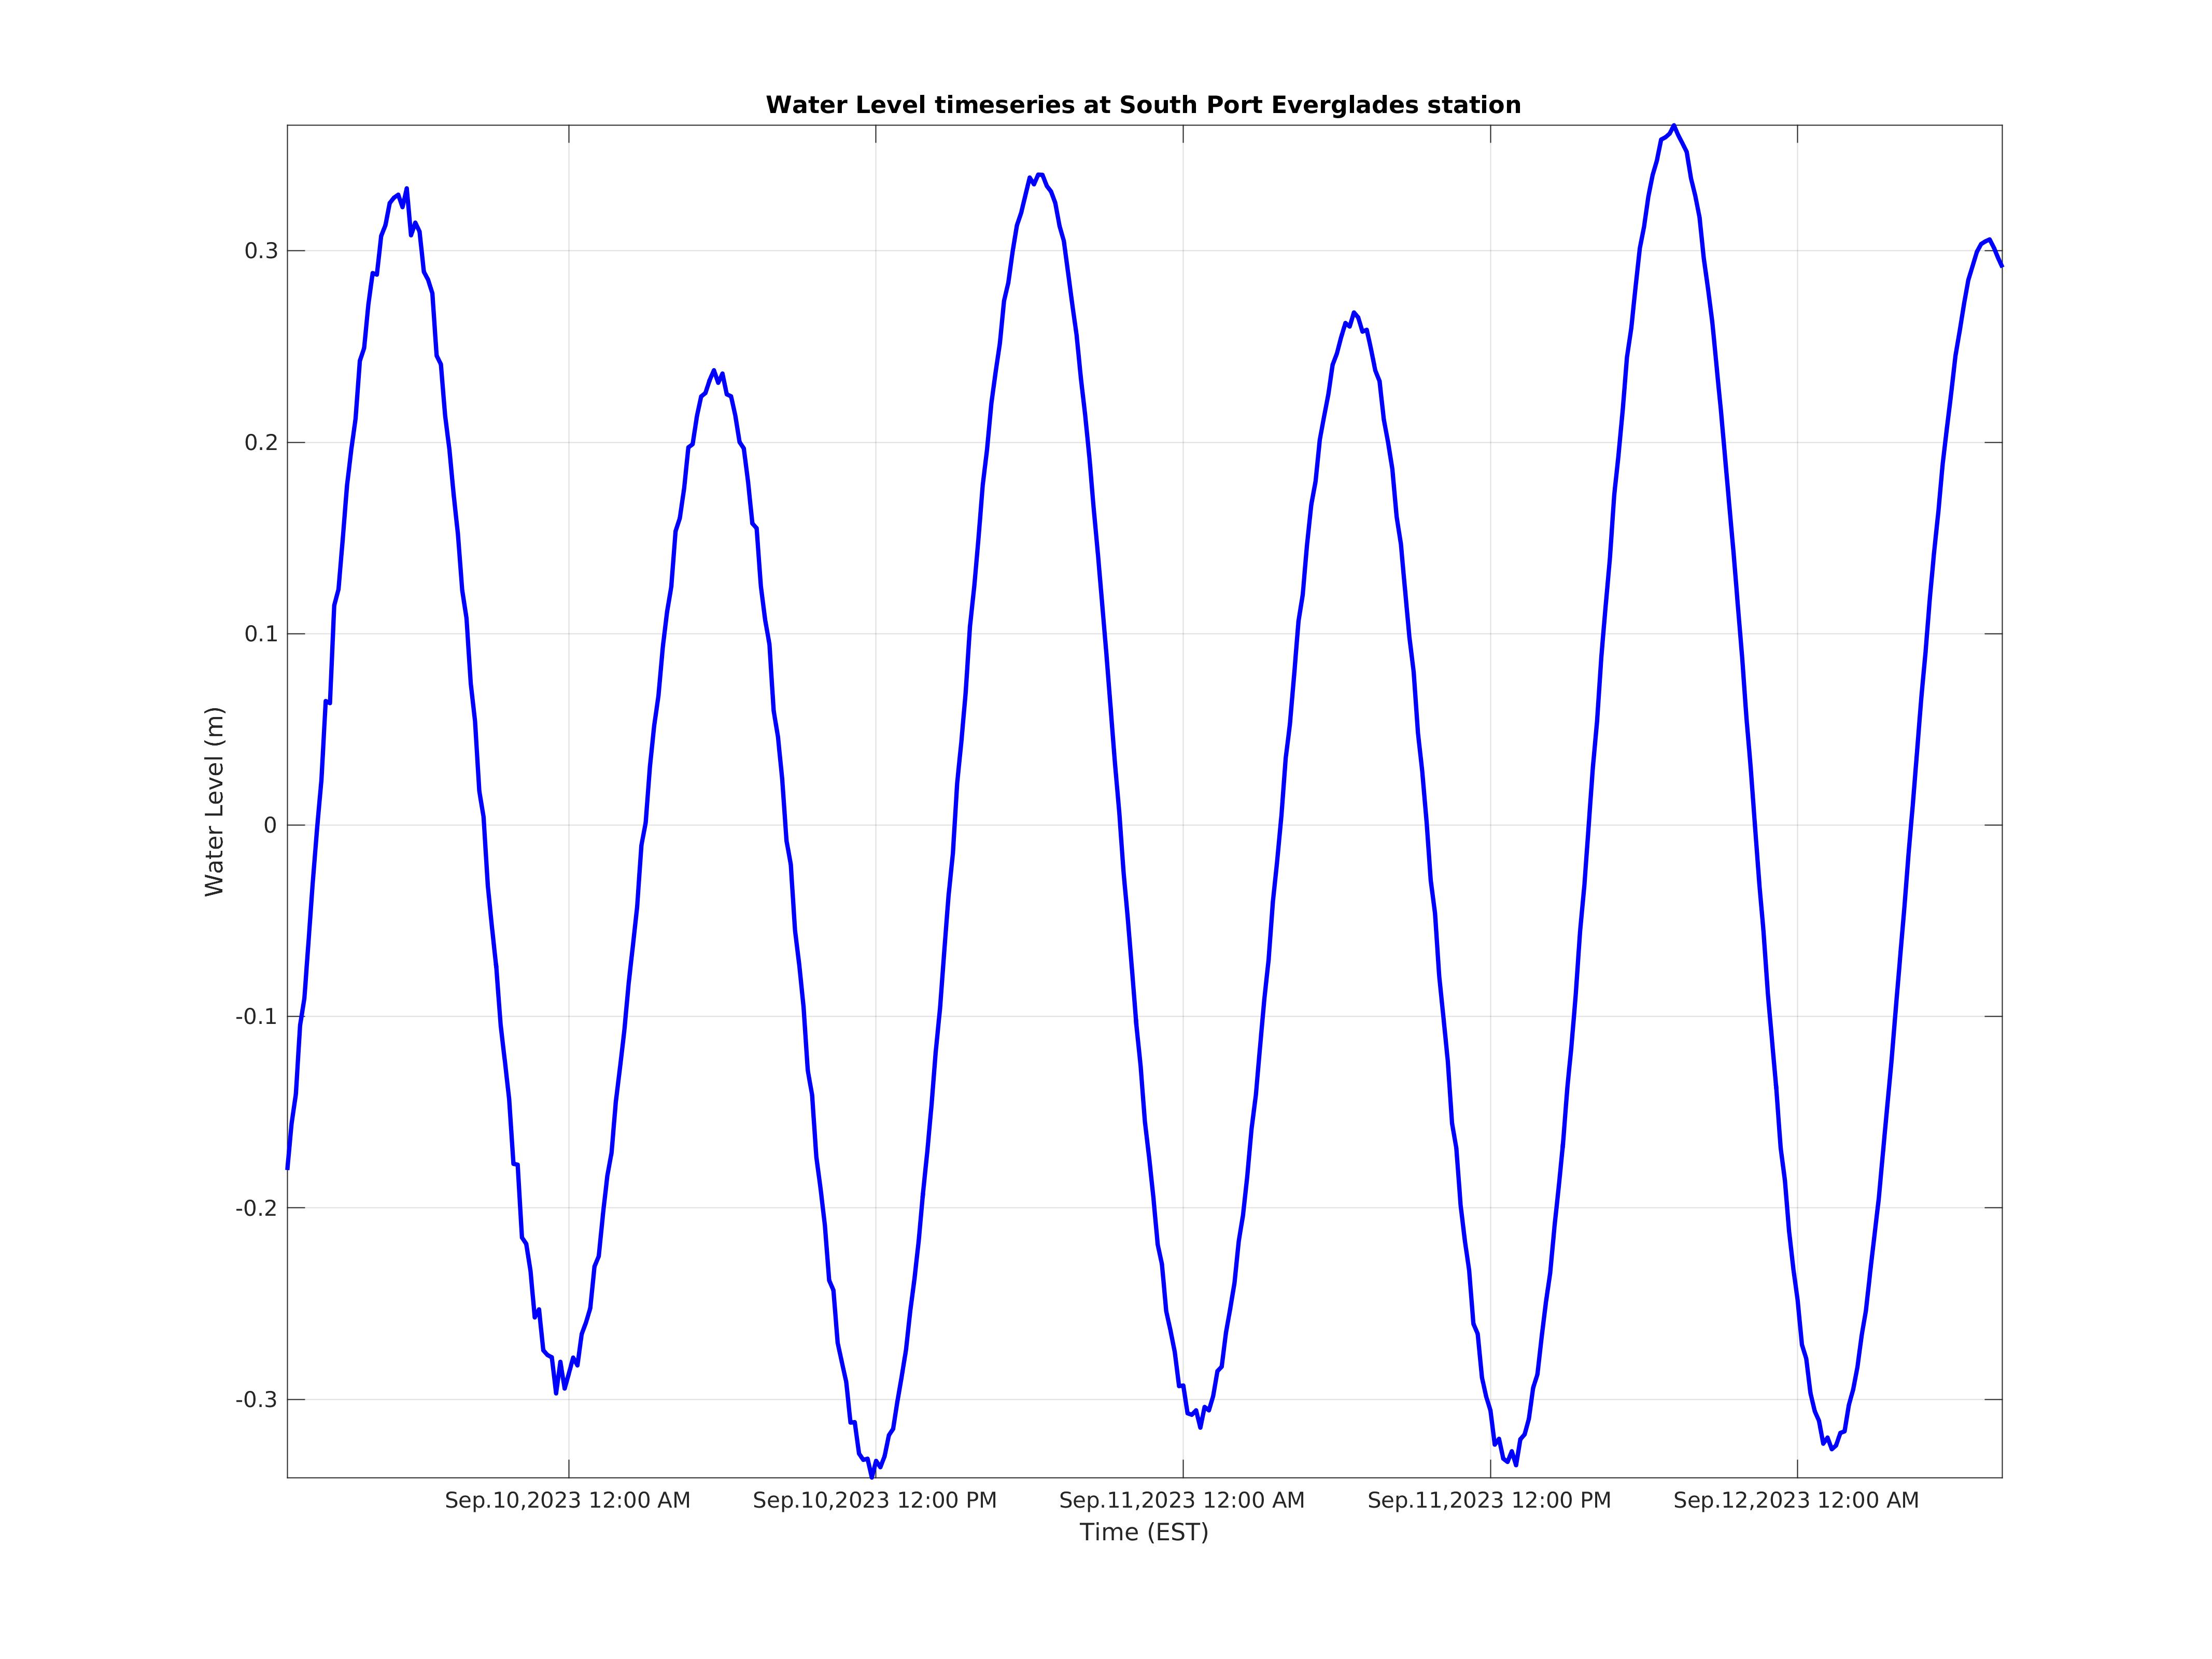 Water Level timeseries at South Port Everglades station
0.3
0.2
0.1
0
-0.1
-0.2
-0.3
Water Level (m)
Sep.10,2023 12:00 AM
Sep.10,2023 12:00 PM
Sep.11,2023 12:00 AM
Sep.11,2023 12:00 PM
Sep.12,2023 12:00 AM
Time (EST)